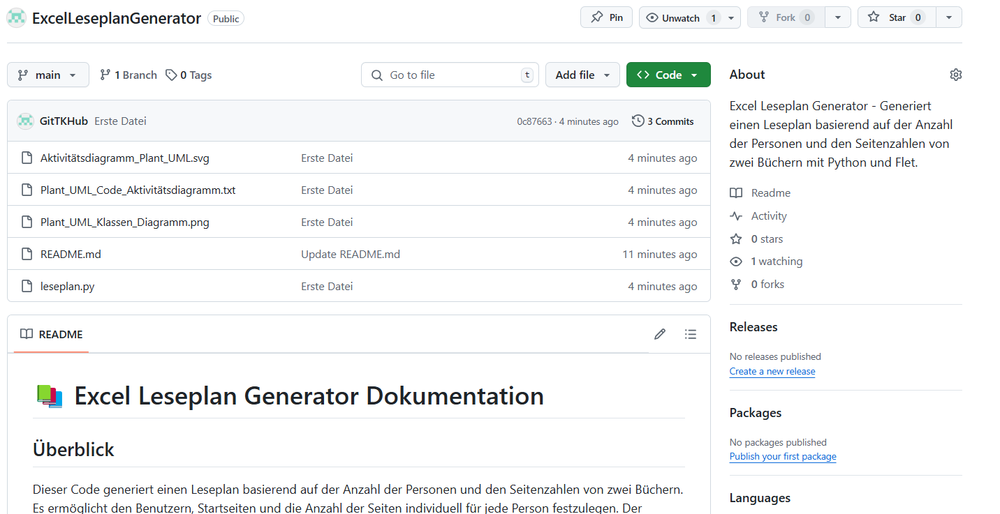 ExcelLeseplanGenerator Public Pin Unwatch 1 Fork 0 Star 0
main 1 Branch 0 Tags Go to file t Add file Code
GitTKHub Erste Datei 0c87663 · 4 minutes ago 3 Commits
Aktivitätsdiagramm_Plant_UML.svg Erste Datei 4 minutes ago
Plant_UML_Code_Aktivitätsdiagramm.txt Erste Datei 4 minutes ago
Plant_UML_Klassen_Diagramm.png Erste Datei 4 minutes ago
README.md Update README.md 11 minutes ago
leseplan.py Erste Datei 4 minutes ago
README
Excel Leseplan Generator Dokumentation
Überblick
Dieser Code generiert einen Leseplan basierend auf der Anzahl der Personen und den Seitenzahlen von zwei Büchern.
Es ermöglicht den Benutzern, Startseiten und die Anzahl der Seiten individuell für jede Person festzulegen. Der
About
Excel Leseplan Generator - Generiert
einen Leseplan basierend auf der Anzahl
der Personen und den Seitenzahlen von
zwei Büchern mit Python und Flet.
Readme
Activity
0 stars
1 watching
0 forks
Releases
No releases published
Create a new release
Packages
No packages published
Publish your first package
Languages